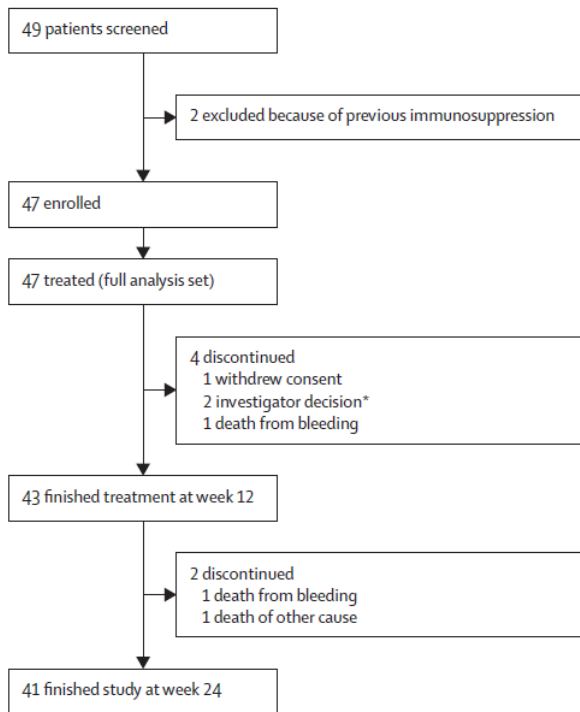 49 patients screened
2 excluded because of previous immunosuppression
47 enrolled
47 treated (full analysis set)
4 discontinued
1 withdrew consent
2 investigator decision*
1 death from bleeding
43 finished treatment at week 12
2 discontinued
1 death from bleeding
1 death of other cause
41 finished study at week 24